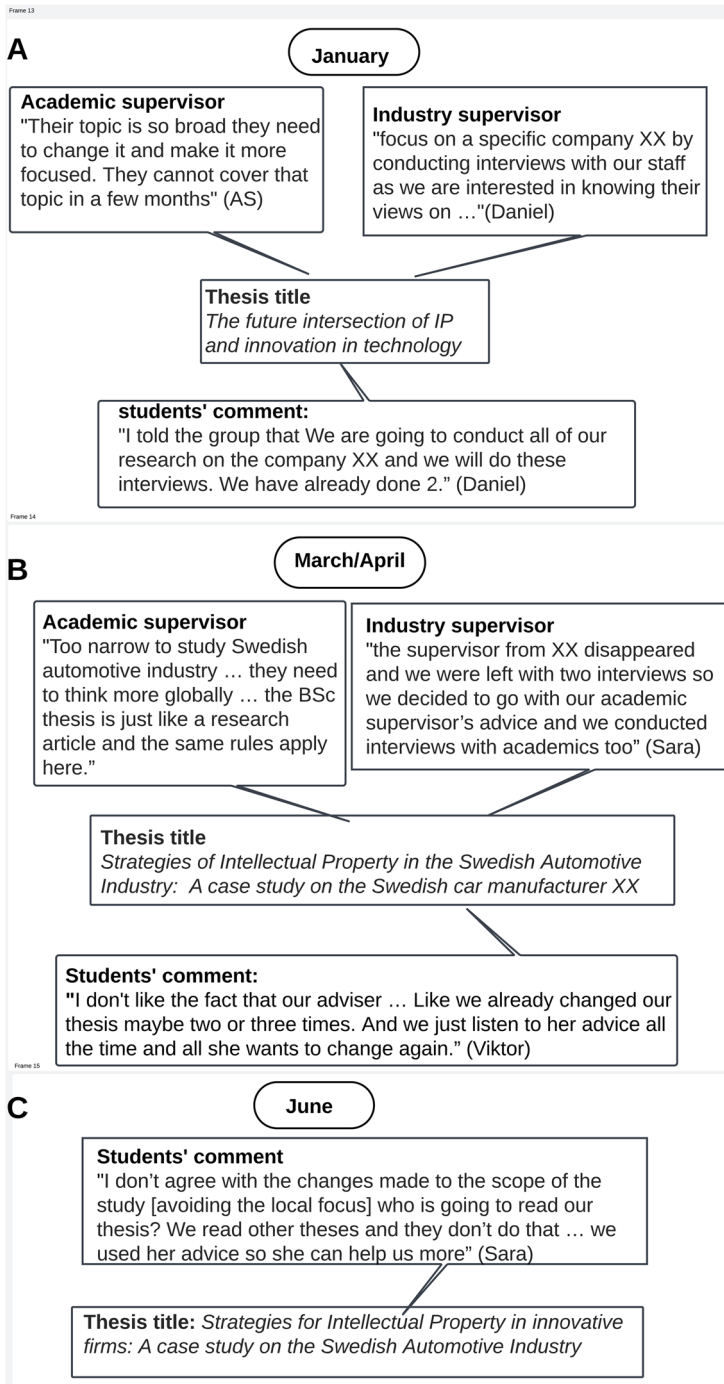 Frame 13
A
January
Academic supervisor
"Their topic is so broad they need
to change it and make it more
focused. They cannot cover that
topic in a few months" (AS)
Industry supervisor
"focus on a specific company XX by
conducting interviews with our staff
as we are interested in knowing their
views on …"(Daniel)
Thesis title
The future intersection of IP
and innovation in technology
students' comment:
"I told the group that We are going to conduct all of our
research on the company XX and we will do these
interviews. We have already done 2.” (Daniel)
Frame 14
B
March/April
Academic supervisor
"Too narrow to study Swedish
automotive industry … they need
to think more globally … the BSc
thesis is just like a research
article and the same rules apply
here.”
Industry supervisor
"the supervisor from XX disappeared
and we were left with two interviews so
we decided to go with our academic
supervisor’s advice and we conducted
interviews with academics too” (Sara)
Thesis title
Strategies of Intellectual Property in the Swedish Automotive
Industry: A case study on the Swedish car manufacturer XX
Students' comment:
"I don't like the fact that our adviser … Like we already changed our
thesis maybe two or three times. And we just listen to her advice all
the time and all she wants to change again.” (Viktor)
Frame 15
C
June
Students' comment
"I don’t agree with the changes made to the scope of the
study [avoiding the local focus] who is going to read our
thesis? We read other theses and they don’t do that … we
used her advice so she can help us more” (Sara)
Thesis title: Strategies for Intellectual Property in innovative
firms: A case study on the Swedish Automotive Industry